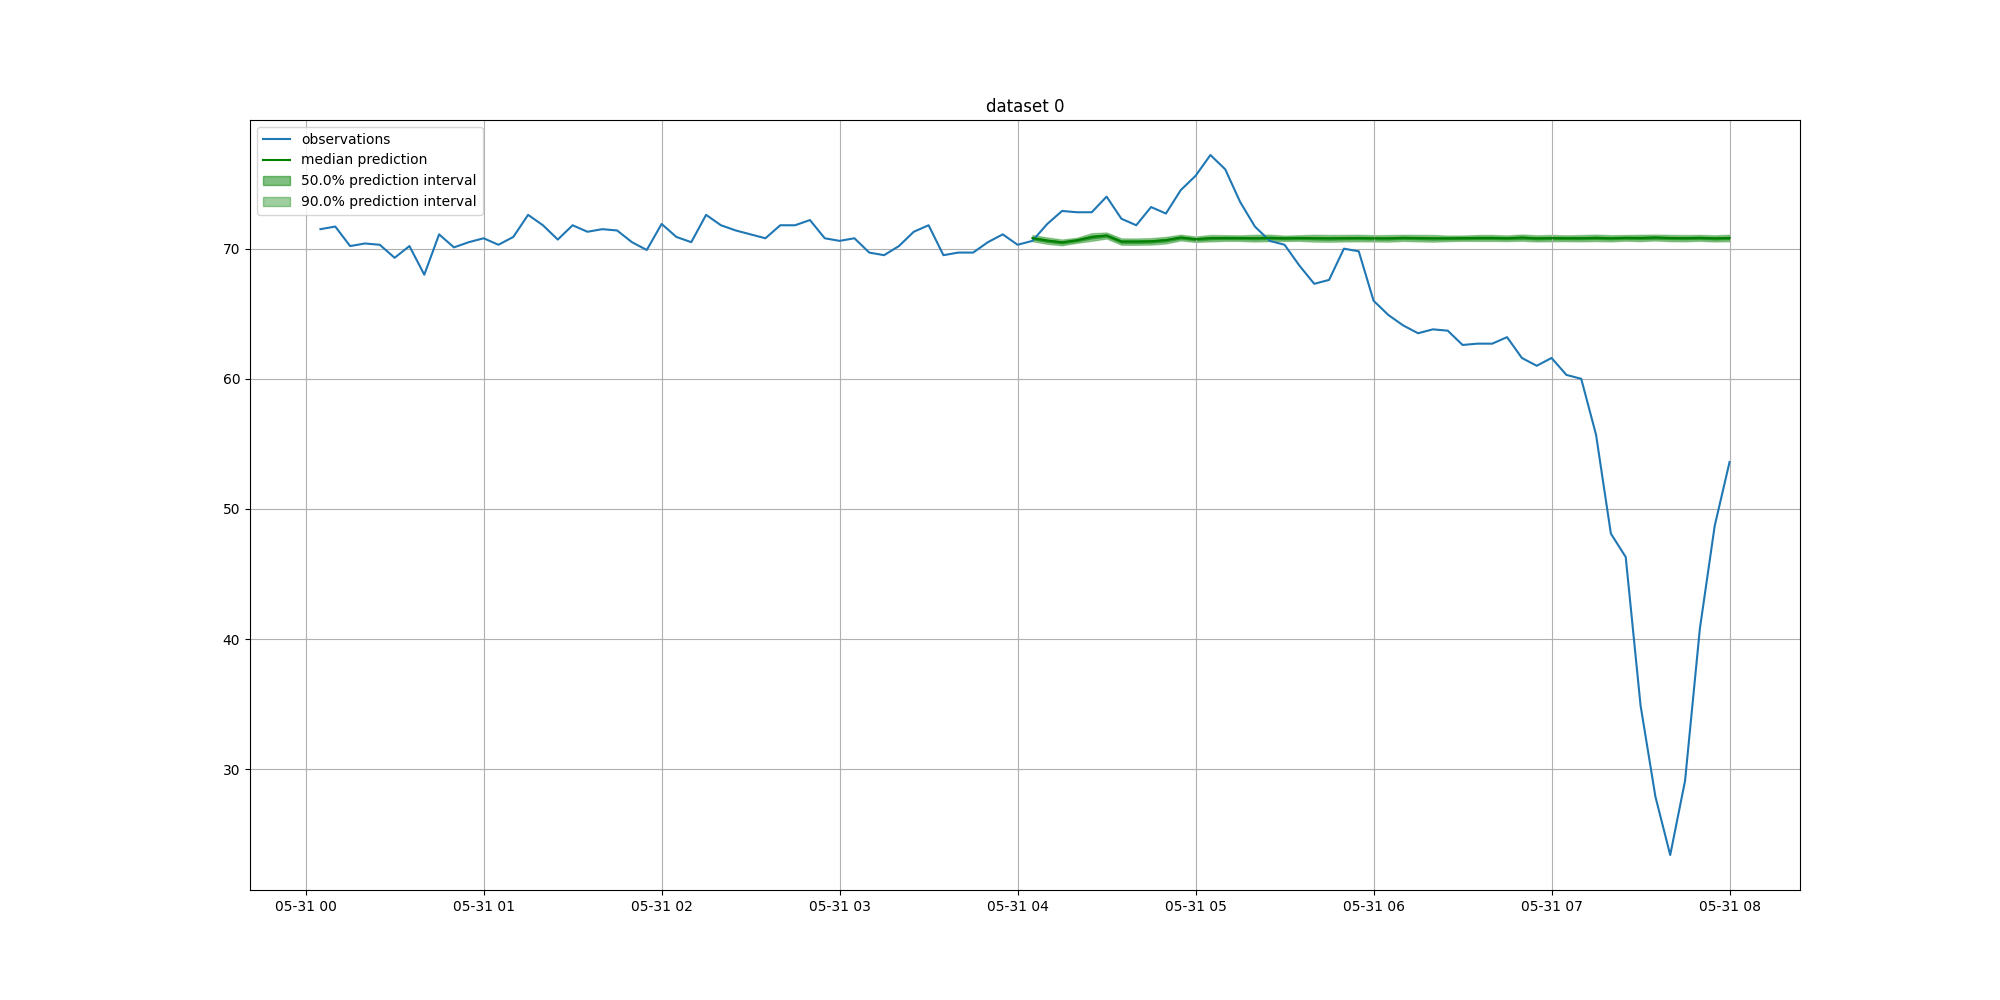 dataset 0
observations
median prediction
50.0% prediction interval
90.0% prediction interval
70
60
50
40
30
05-31 00
05-31 01
05-31 02
05-31 03
05-31 04
05-31 05
05-31 06
05-31 07
05-31 08